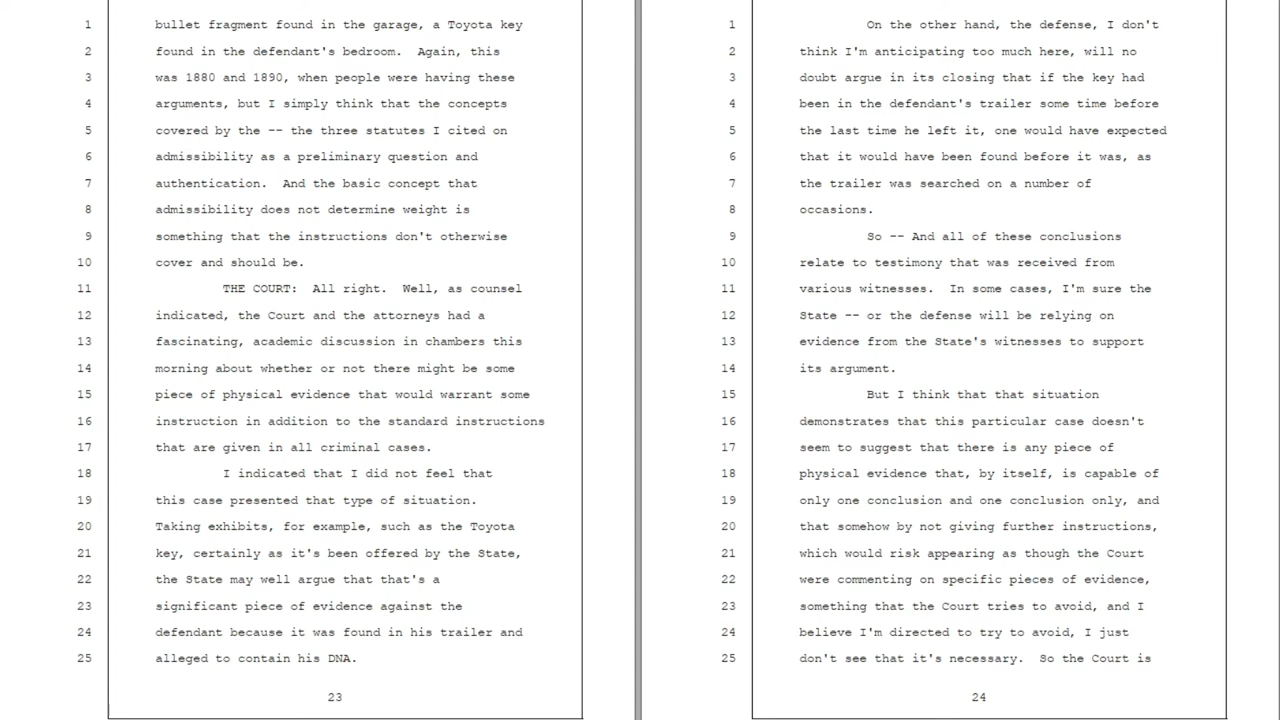 1 bullet fragment found in the garage, a Toyota key
2 found in the defendant's bedroom. Again, this
3 was 1880 and 1890, when people were having these
4 arguments, but I simply think that the concepts
5 covered by the -- the three statutes I cited on
6 admissibility as a preliminary question and
7 authentication. And the basic concept that
8 admissibility does not determine weight is
9 something that the instructions don't otherwise
10 cover and should be.
11 THE COURT: All right. Well, as counsel
12 indicated, the Court and the attorneys had a
13 fascinating, academic discussion in chambers this
14 morning about whether or not there might be some
15 piece of physical evidence that would warrant some
16 instruction in addition to the standard instructions
17 that are given in all criminal cases.
18 I indicated that I did not feel that
19 this case presented that type of situation.
20 Taking exhibits, for example, such as the Toyota
21 key, certainly as it's been offered by the State,
22 the State may well argue that that's a
23 significant piece of evidence against the
24 defendant because it was found in his trailer and
25 alleged to contain his DNA.
23
1 On the other hand, the defense, I don't
2 think I'm anticipating too much here, will no
3 doubt argue in its closing that if the key had
4 been in the defendant's trailer some time before
5 the last time he left it, one would have expected
6 that it would have been found before it was, as
7 the trailer was searched on a number of
8 occasions.
9 So -- And all of these conclusions
10 relate to testimony that was received from
11 various witnesses. In some cases, I'm sure the
12 State -- or the defense will be relying on
13 evidence from the State's witnesses to support
14 its argument.
15 But I think that that situation
16 demonstrates that this particular case doesn't
17 seem to suggest that there is any piece of
18 physical evidence that, by itself, is capable of
19 only one conclusion and one conclusion only, and
20 that somehow by not giving further instructions,
21 which would risk appearing as though the Court
22 were commenting on specific pieces of evidence,
23 something that the Court tries to avoid, and I
24 believe I'm directed to try to avoid, I just
25 don't see that it's necessary. So the Court is
24